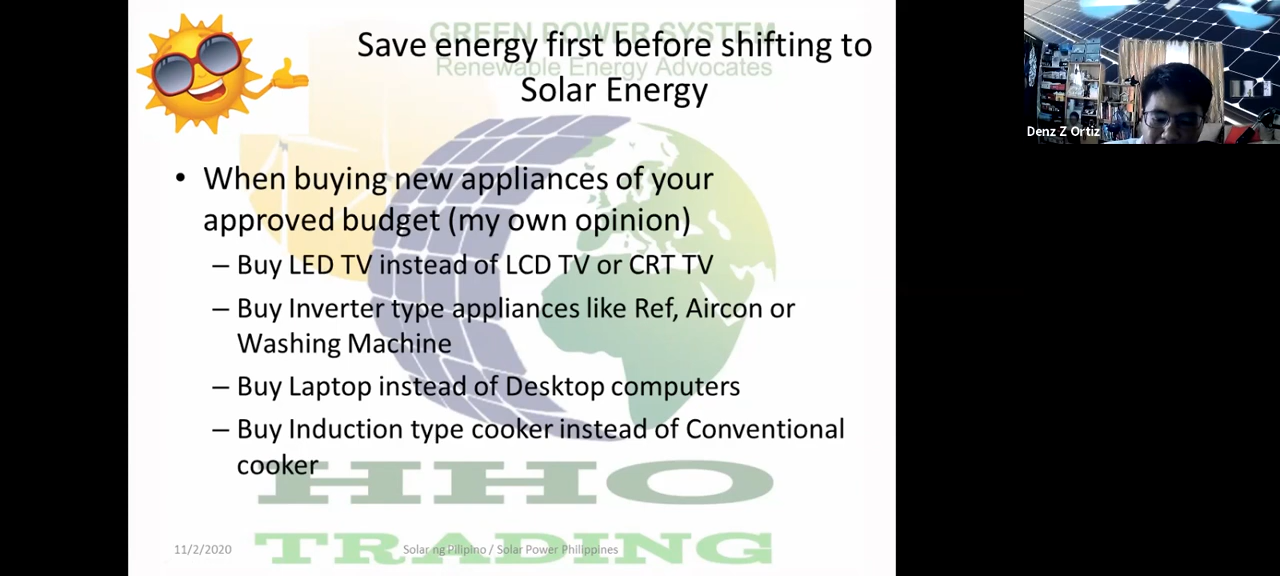 GREEN POWER SYSTEM
Renewable Energy Advocates
Save energy first before shifting to
Solar Energy
Denz Z Ortiz
• When buying new appliances of your
approved budget (my own opinion)
– Buy LED TV instead of LCD TV or CRT TV
– Buy Inverter type appliances like Ref, Aircon or
Washing Machine
– Buy Laptop instead of Desktop computers
– Buy Induction type cooker instead of Conventional
cooker
HHO
TRADING
11/2/2020
Solar ng Pilipino / Solar Power Philippines